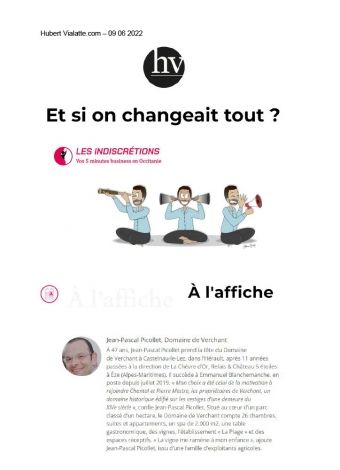 Hubert Vialatte.com – 09 06 2022
hv
Et si on changeait tout ?
LES INDISCRÉTIONS
Vos 5 minutes business en Occitanie
À l'affiche
À l'affiche
Jean-Pascal Picollet, Domaine de Verchant
À 47 ans, Jean-Pascal Picollet prend la tête du Domaine
de Verchant à Castelnau-le-Lez, dans l'Hérault, après 11 années
passées à la direction de La Chèvre d'Or, Relais & Château 5 étoiles
à Èze (Alpes-Maritimes). Il succède à Emmanuel Blanchemanche, en
poste depuis juillet 2019. « Mon choix a été celui de la motivation à
rejoindre Chantal et Pierre Mestre, les propriétaires de Verchant, un
domaine historique édifié sur les vestiges d'une demeure du
XIVe siècle », confie Jean-Pascal Picollet. Situé au cœur d'un parc
classé d'un hectare, le Domaine de Verchant compte 26 chambres,
suites et appartements, un spa de 2.000 m2, une table
gastronomique, des vignes, l'établissement « La Plage » et des
espaces réceptifs. « La vigne me ramène à mon enfance », ajoute
Jean-Pascal Picollet, issu d'une famille d'exploitants agricoles.